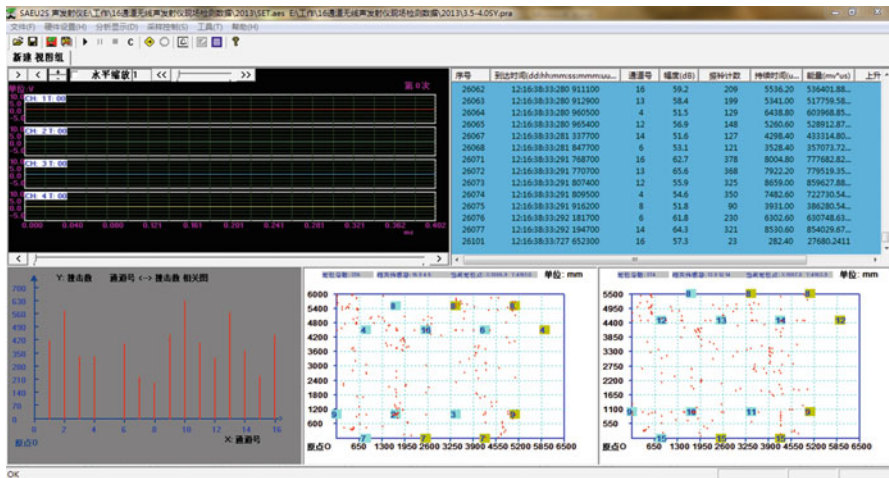 SAEU2S 声发射仪E:\工作\16通道无线声发射仪现场检测数据\2013\SET.aes E:\工作\16通道无线声发射仪现场检测数据\2013\3.5-4.0SY.pra
文件(F) 硬件设置(H) 分析显示(D) 采样控制(S) 工具(T) 帮助(H)
新建 视图组
> < 水平缩放 1 << >>
单位:V 第 0 次
CH: 1 T: 00
CH: 2 T: 00
CH: 3 T: 00
CH: 4 T: 00
10.0
0.0
-5.0
0.000 0.040 0.080 0.121 0.161 0.201 0.241 0.281 0.321 0.362 0.402
ms
序号 到达时间(dd:hh:mm:ss:mmm:uu... 通道号 幅度(dB) 振铃计数 持续时间(u... 能量(mv*us) 上升
26062 12:16:38:33:280 911100 16 59.2 209 5536.20 536401.88...
26063 12:16:38:33:280 912900 13 58.4 199 5341.00 517759.58...
26064 12:16:38:33:280 960500 4 51.5 129 6438.80 603968.85...
26065 12:16:38:33:280 965400 12 56.9 148 5260.60 528912.87...
26067 12:16:38:33:281 337700 14 51.6 127 4298.40 433314.80...
26068 12:16:38:33:281 847700 6 53.1 121 3528.40 357073.72...
26071 12:16:38:33:291 768700 16 62.7 378 8004.80 777682.82...
26072 12:16:38:33:291 770700 13 65.6 368 7922.20 779519.35...
26073 12:16:38:33:291 807400 12 55.9 325 8659.00 859627.88...
26074 12:16:38:33:291 809500 4 54.6 350 7482.60 722730.54...
26075 12:16:38:33:291 916200 8 51.8 90 3931.00 386280.54...
26076 12:16:38:33:292 181700 6 61.8 230 6302.60 630748.63...
26077 12:16:38:33:292 194700 14 64.3 321 8530.60 854029.67...
26101 12:16:38:33:727 652300 16 57.3 23 282.40 27680.2411
Y: 撞击数 通道号 <-> 撞击数 相关图
700
630
560
490
420
350
280
210
140
70
0
0 2 4 6 8 10 12 14 16
原点O X: 通道号
单位: mm
6000
5400
4800
4200
3600
3000
2400
1800
1200
600
原点O 650 1300 1950 2600 3250 3900 4550 5200 5850 6500
单位: mm
5500
4950
4400
3850
3300
2750
2200
1650
1100
550
原点O 650 1300 1950 2600 3250 3900 4550 5200 5850 6500
OK